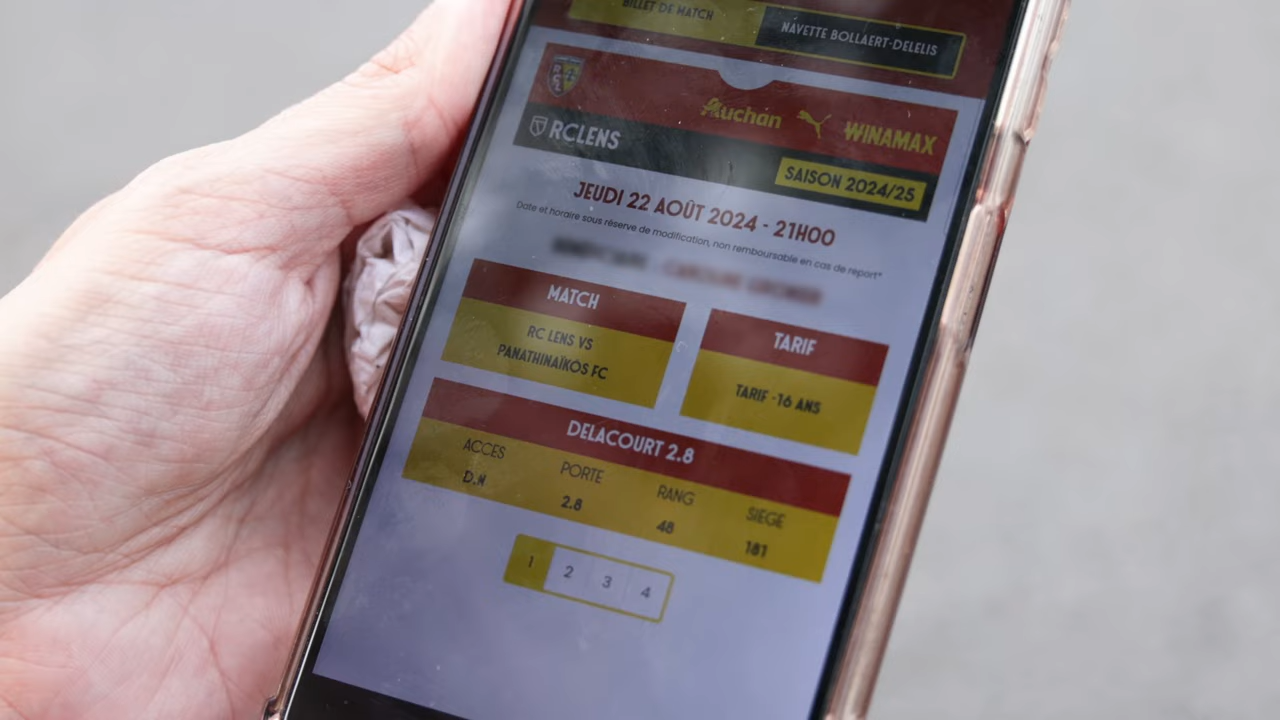 BILLET DE MATCH
NAVETTE BOLLAERT-DELELIS
Auchan
WINAMAX
RCLENS
SAISON 2024/25
JEUDI 22 AOÛT 2024 - 21H00
Date et horaire sous réserve de modification, non remboursable en cas de report*
MATCH
RC LENS VS
PANATHINAÏKOS FC
TARIF
TARIF -16 ANS
DELACOURT 2.8
ACCES
PORTE
RANG
SIEGE
D.N
2.8
48
181
1 2 3 4